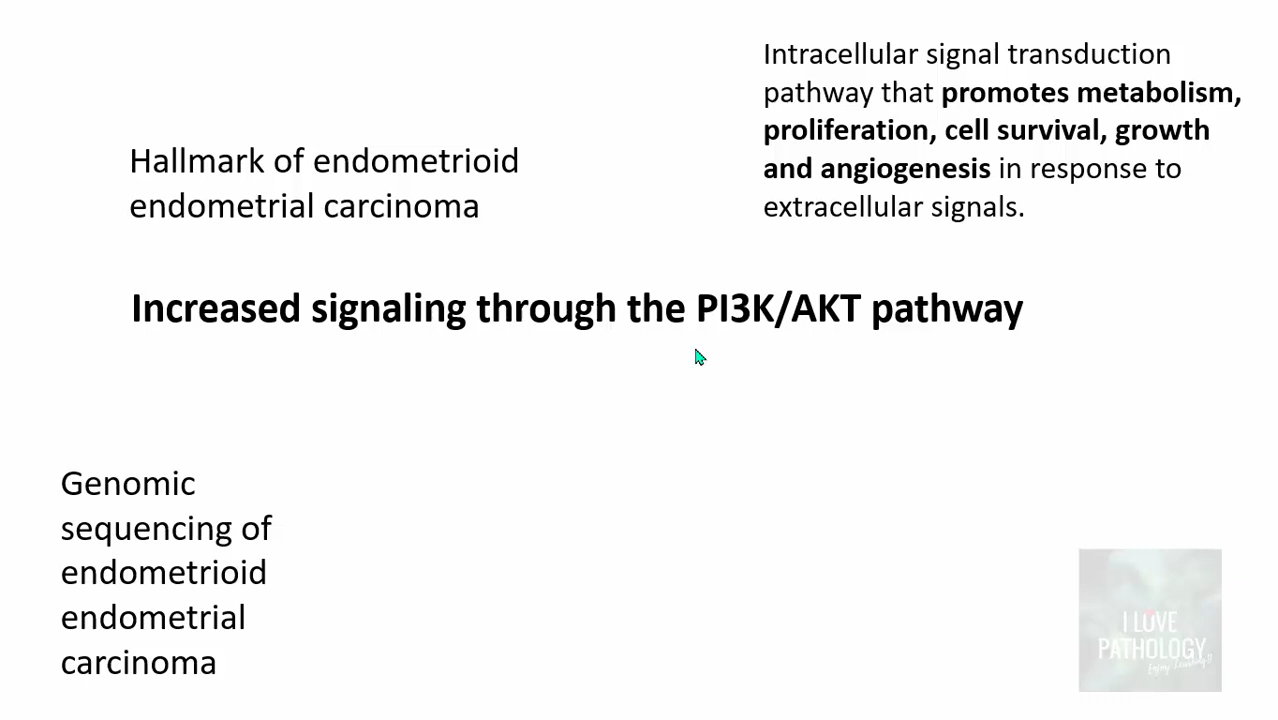 Intracellular signal transduction
pathway that promotes metabolism,
proliferation, cell survival, growth
and angiogenesis in response to
extracellular signals.
Hallmark of endometrioid
endometrial carcinoma
Increased signaling through the PI3K/AKT pathway
Genomic
sequencing of
endometrioid
endometrial
carcinoma
I LOVE
PATHOLOGY
Enjoy Learning!!